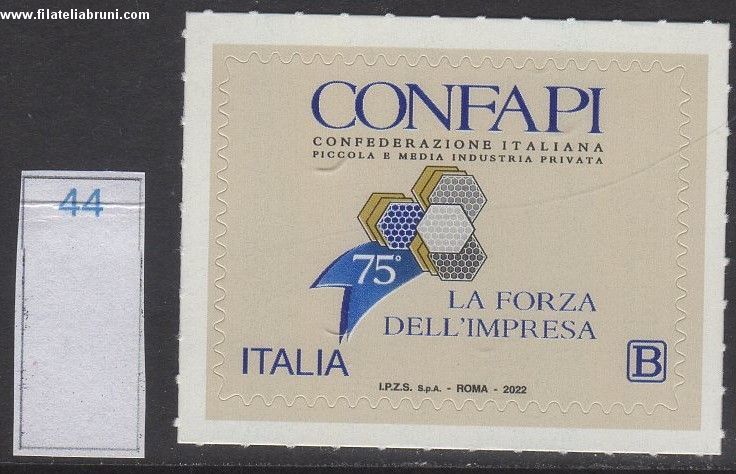 www.filateliabruni.com
44
CONFAPI
CONFEDERAZIONE ITALIANA
PICCOLA E MEDIA INDUSTRIA PRIVATA
75°
LA FORZA
DELL'IMPRESA
ITALIA
B
I.P.Z.S. S.p.A. - ROMA - 2022